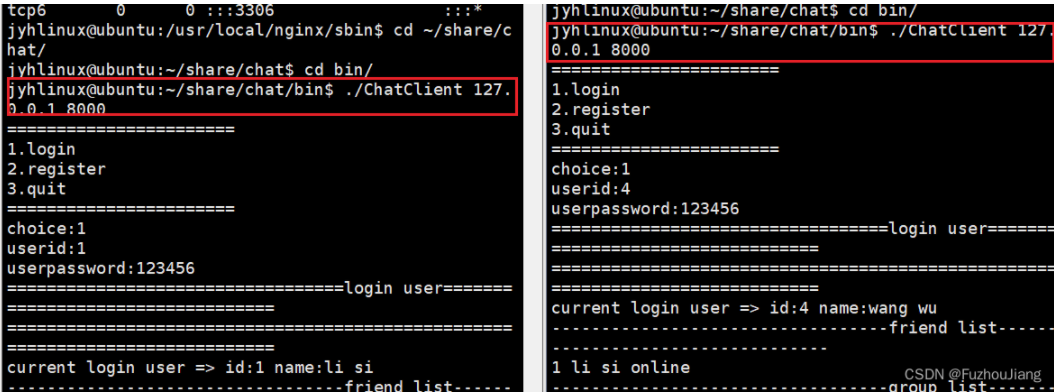 tcp6       0      0 :::3306                 :::*
jyhlinux@ubuntu:/usr/local/nginx/sbin$ cd ~/share/c
hat/
jyhlinux@ubuntu:~/share/chat$ cd bin/
jyhlinux@ubuntu:~/share/chat/bin$ ./ChatClient 127.
0.0.1 8000
=======================
1.login
2.register
3.quit
=======================
choice:1
userid:1
userpassword:123456
==================================login user=======
===========================
===================================================
===========================
current login user => id:1 name:li si
----------------------------------friend list------
jyhlinux@ubuntu:~/share/chat$ cd bin/
jyhlinux@ubuntu:~/share/chat/bin$ ./ChatClient 127.
0.0.1 8000
=======================
1.login
2.register
3.quit
=======================
choice:1
userid:4
userpassword:123456
==================================login user=======
===========================
===================================================
===========================
current login user => id:4 name:wang wu
----------------------------------friend list------
----------------------------
1 li si online
----------------------------------group list------
CSDN @FuzhouJiang